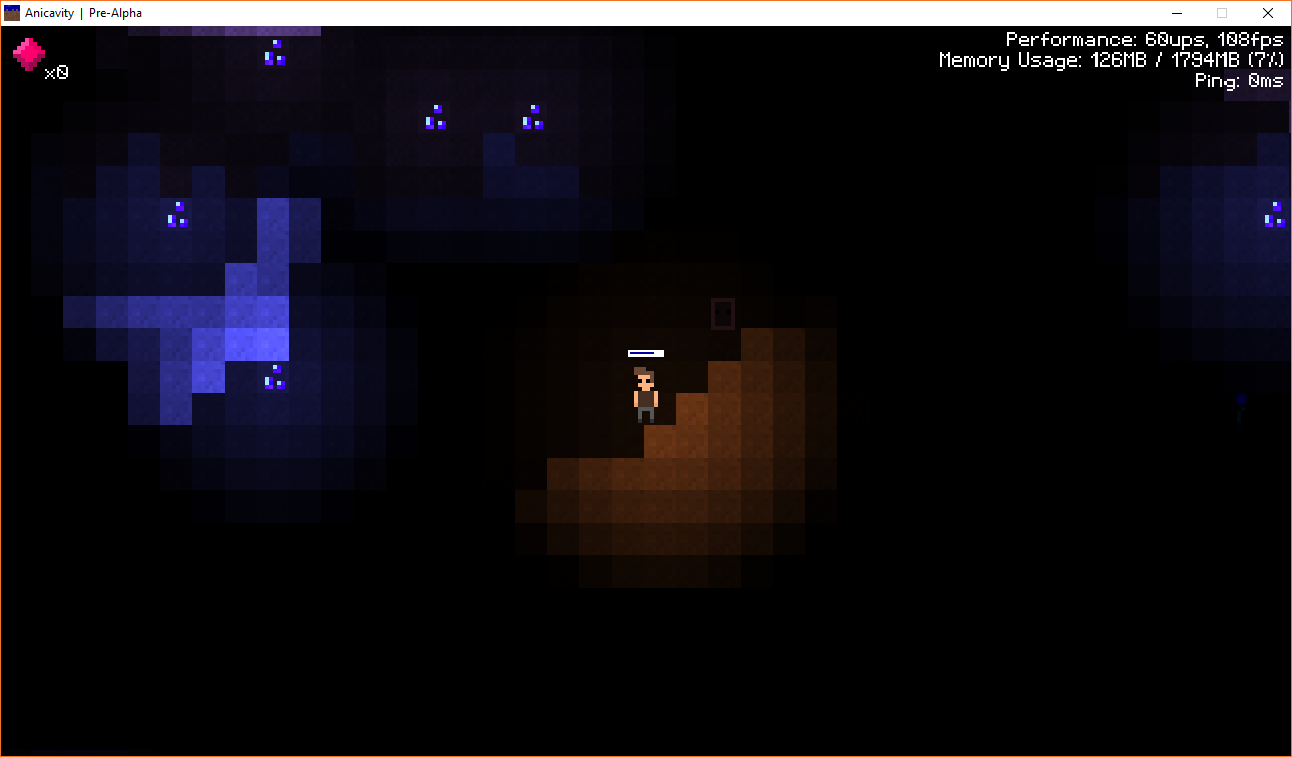 Anicavity | Pre-Alpha
Performance: 60ups, 108fps
Memory Usage: 126MB / 1794MB (7%)
Ping: 0ms
x0